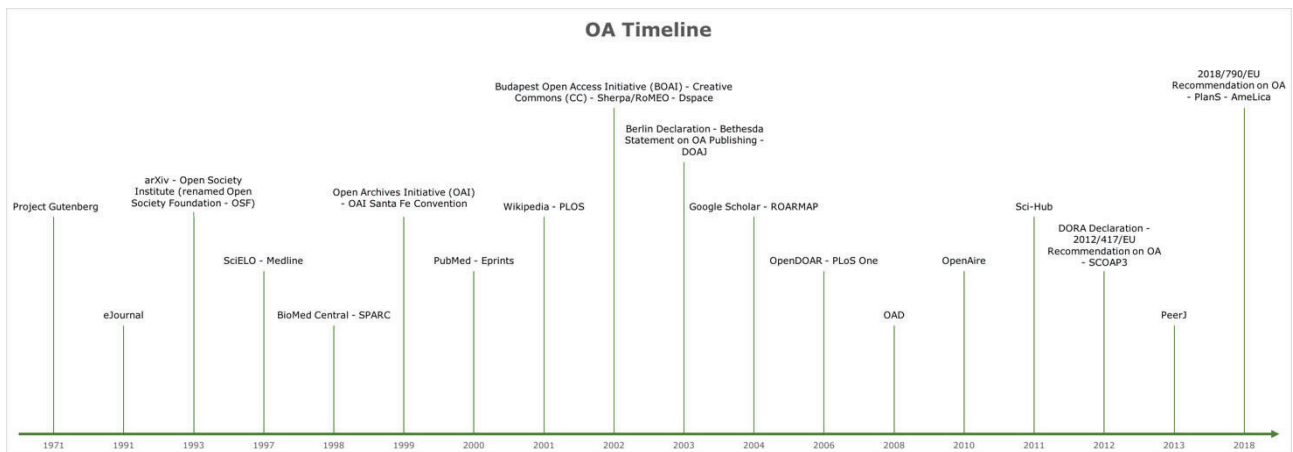 OA Timeline
Project Gutenberg
eJournal
arXiv - Open Society
Institute (renamed Open
Society Foundation - OSF)
SciELO - Medline
BioMed Central - SPARC
Open Archives Initiative (OAI)
- OAI Santa Fe Convention
PubMed - Eprints
Wikipedia - PLOS
Budapest Open Access Initiative (BOAI) - Creative
Commons (CC) - Sherpa/RoMEO - Dspace
Berlin Declaration - Bethesda
Statement on OA Publishing -
DOAJ
Google Scholar - ROARMAP
OpenDOAR - PLoS One
OAD
OpenAire
Sci-Hub
DORA Declaration -
2012/417/EU
Recommendation on OA
- SCOAP3
PeerJ
2018/790/EU
Recommendation on OA
- PlanS - AmeLica
1971
1991
1993
1997
1998
1999
2000
2001
2002
2003
2004
2006
2008
2010
2011
2012
2013
2018